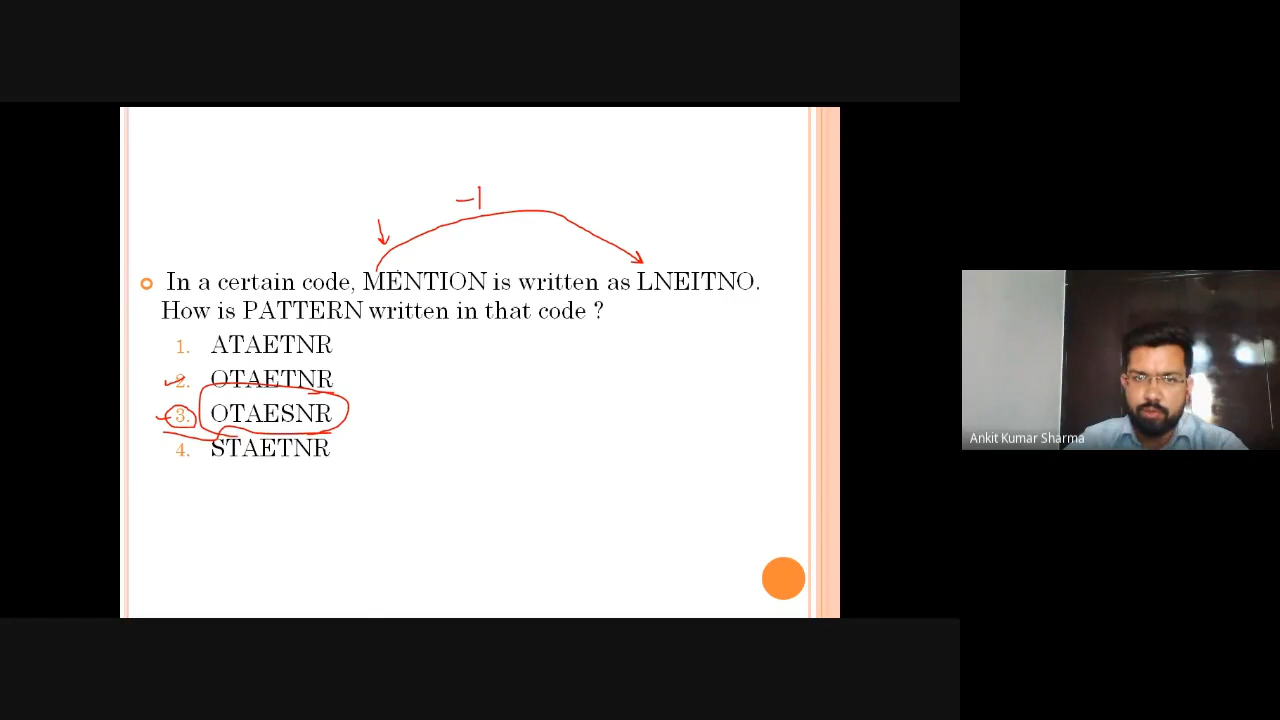 -1
In a certain code, MENTION is written as LNEITNO.
How is PATTERN written in that code ?
1. ATAETNR
2. OTAETNR
3. OTAESNR
4. STAETNR
Ankit Kumar Sharma